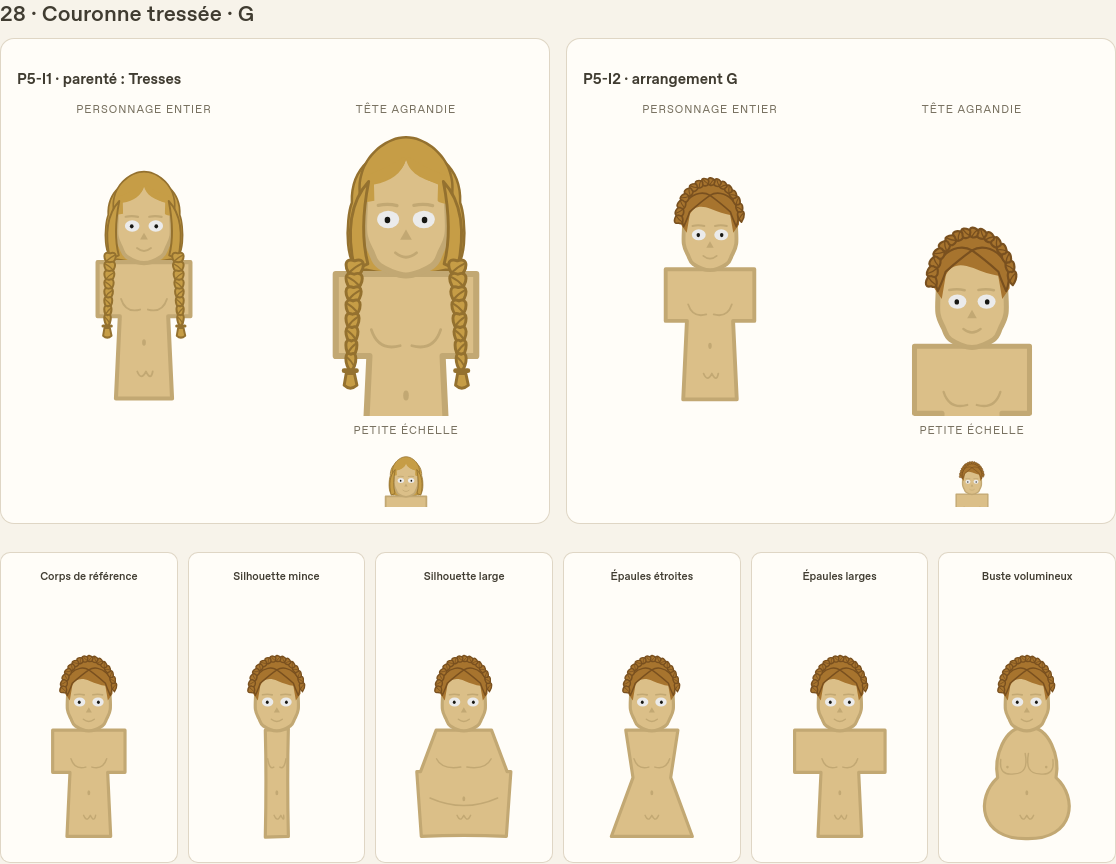 28 · Couronne tressée · G
P5-I1 · parenté : Tresses
PERSONNAGE ENTIER
TÊTE AGRANDIE
PETITE ÉCHELLE
P5-I2 · arrangement G
PERSONNAGE ENTIER
TÊTE AGRANDIE
PETITE ÉCHELLE
Corps de référence
Silhouette mince
Silhouette large
Épaules étroites
Épaules larges
Buste volumineux